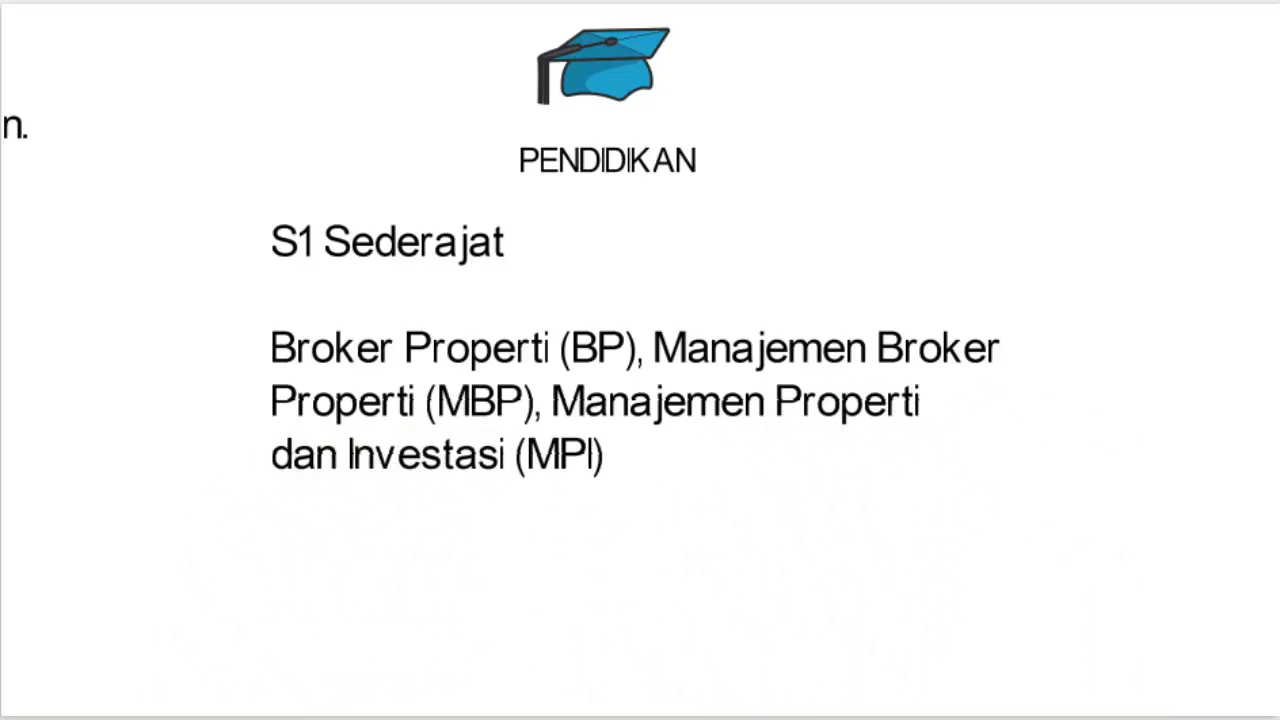 n.
PENDIDIKAN
S1 Sederajat
Broker Properti (BP), Manajemen Broker
Properti (MBP), Manajemen Properti
dan Investasi (MPI)